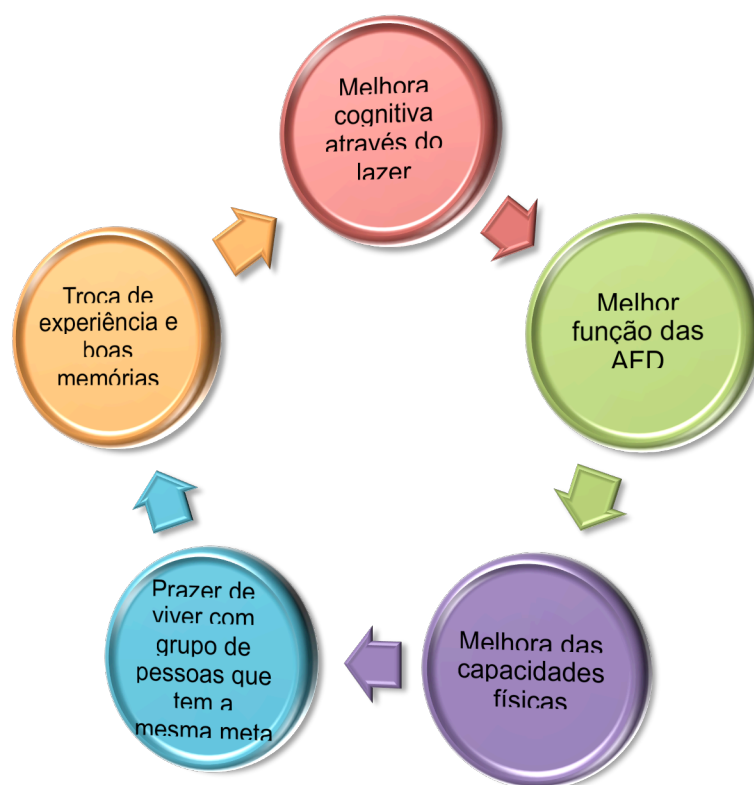 Melhora
cognitiva
através do
lazer
Melhor
função das
AFD
Melhora das
capacidades
físicas
Prazer de
viver com
grupo de
pessoas que
tem a
mesma meta
Troca de
experiência e
boas
memórias